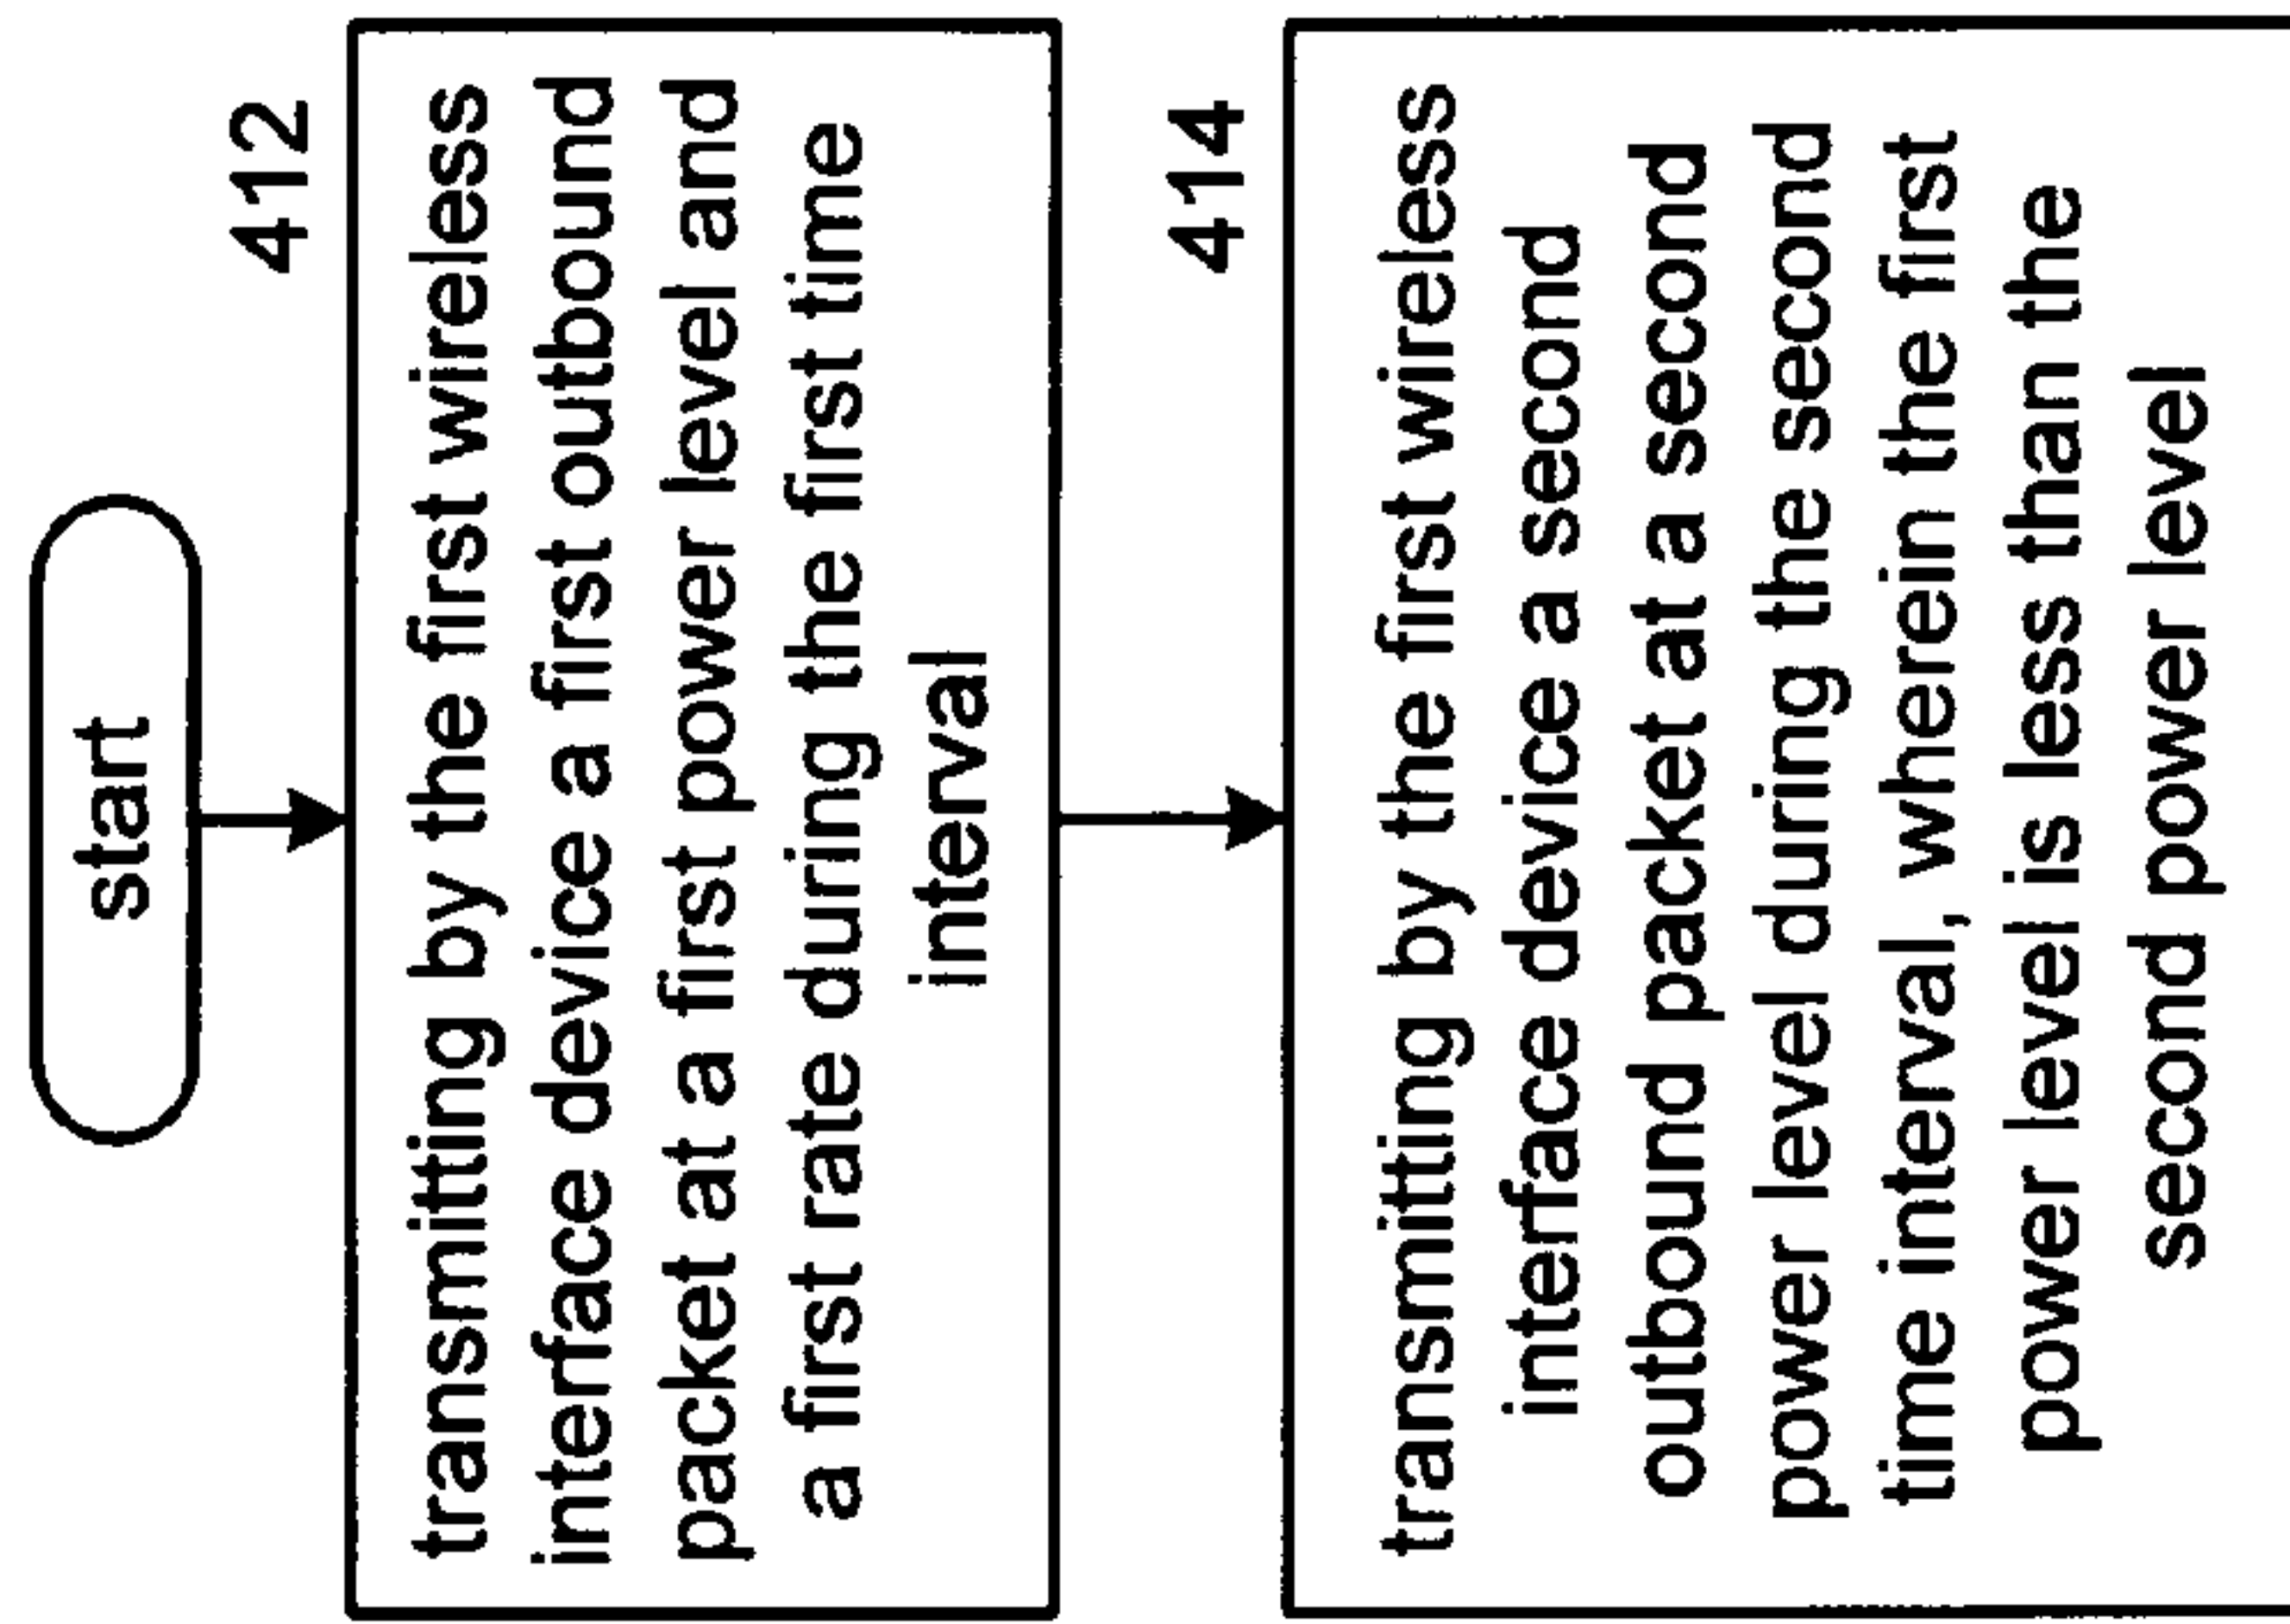 start
412
transmitting by the first wireless
interface device a first outbound
packet at a first power level and
a first rate during the first time
interval
414
transmitting by the first wireless
interface device a second
outbound packet at a second
power level during the second
time interval, wherein the first
power level is less than the
second power level